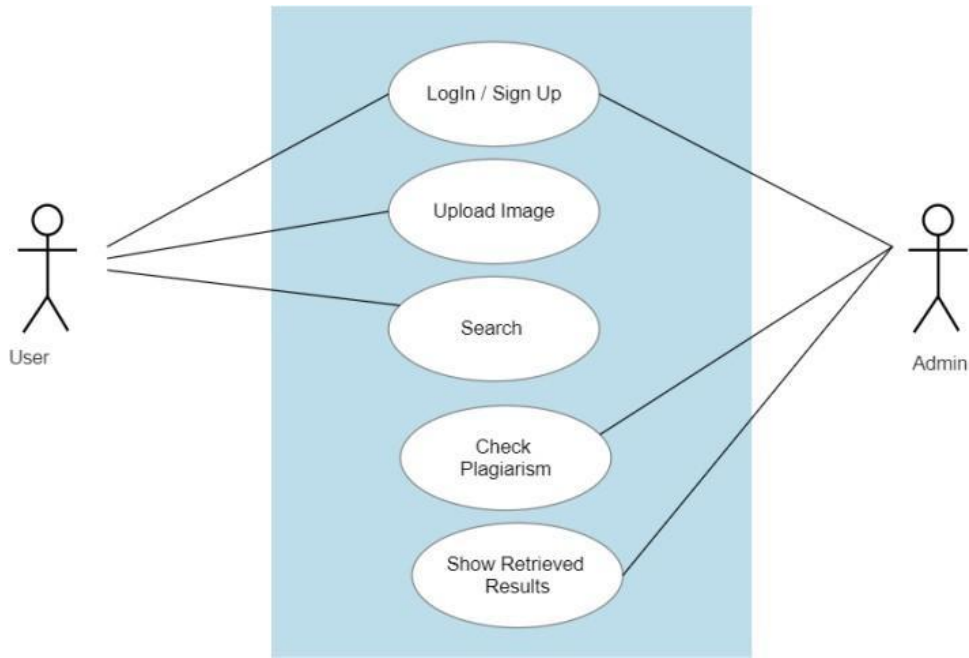 LogIn / Sign Up
Upload Image
Search
User
Admin
Check
Plagiarism
Show Retrieved
Results